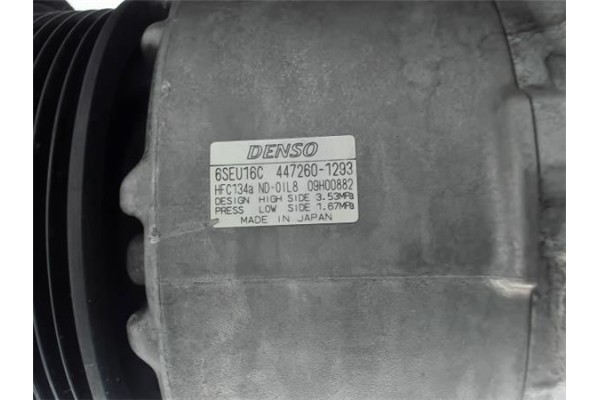 DENSO
6SEU16C 447260-1293
HFC134a ND-OIL8 09H00882
DESIGN HIGH SIDE 3.53MPa
PRESS LOW SIDE 1.67MPa
MADE IN JAPAN